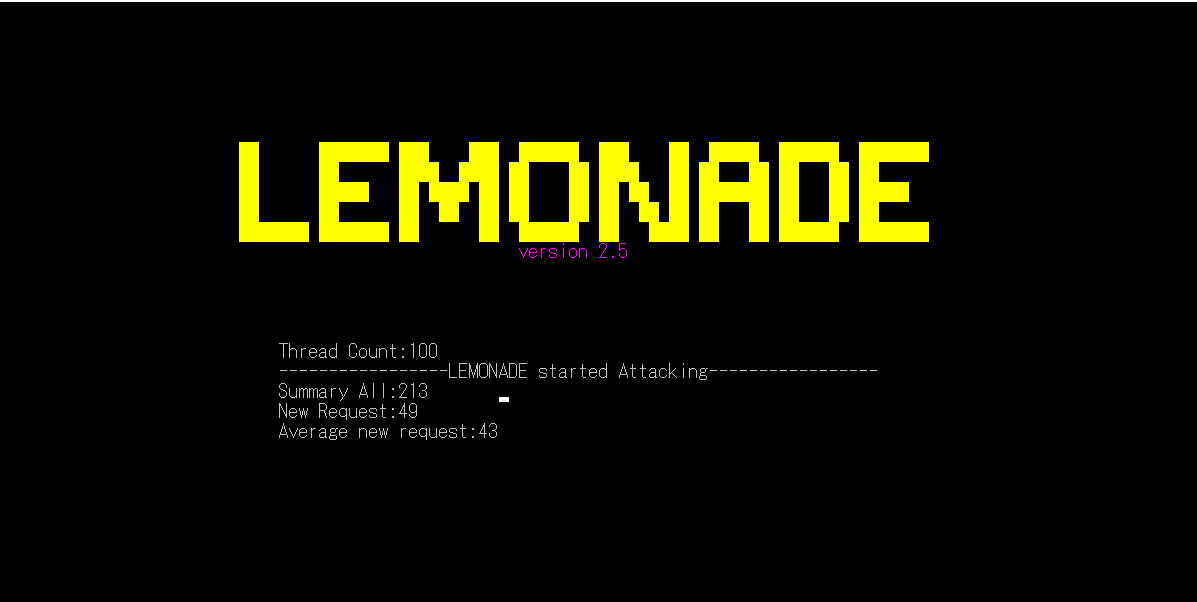 LEMONADE
version 2.5
Thread Count:100
-----------------LEMONADE started Attacking-----------------
Summary All:213
New Request:49
Average new request:43